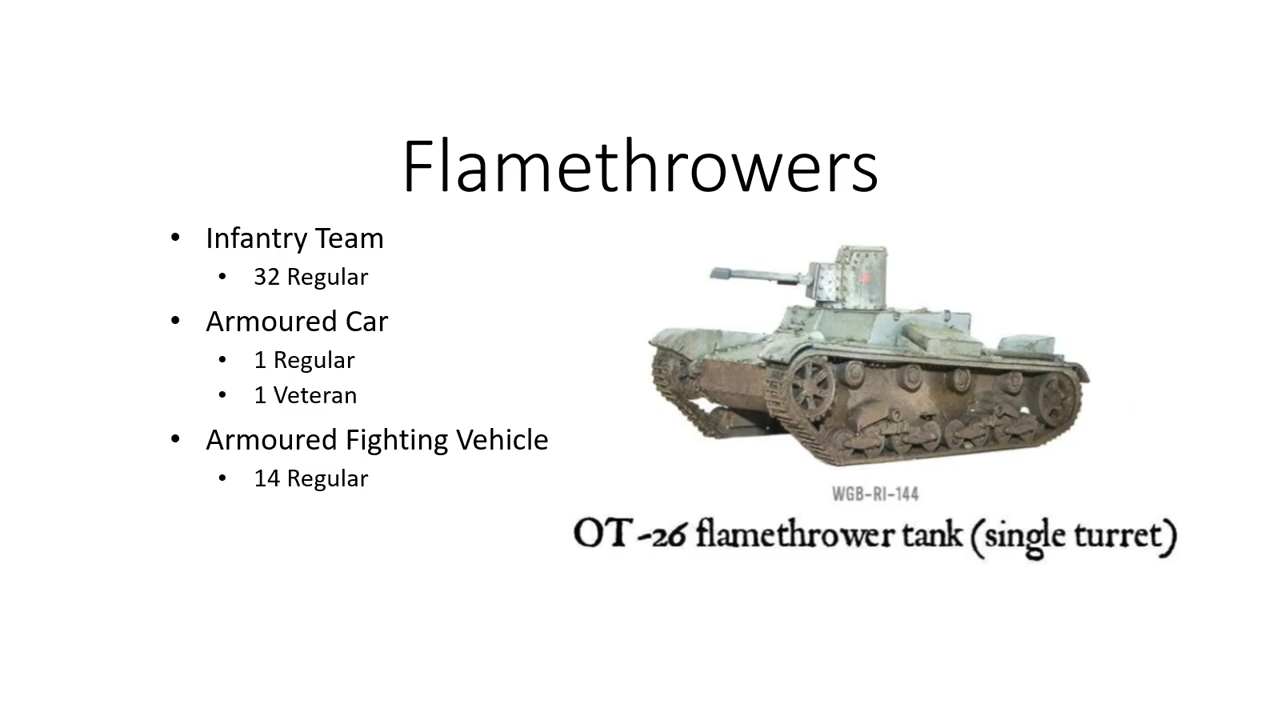 Flamethrowers
• Infantry Team
• 32 Regular
• Armoured Car
• 1 Regular
• 1 Veteran
• Armoured Fighting Vehicle
• 14 Regular
WGB-RI-144
OT-26 flamethrower tank (single turret)